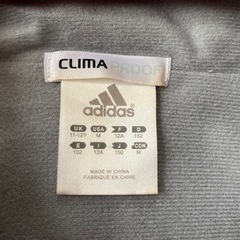 CLIMAPROOF
adidas
UK USA F D
11-12Y M 12A 152
E I J CHN
152 12A 150 M
MADE IN CHINA
FABRIQUÉ EN CHINE